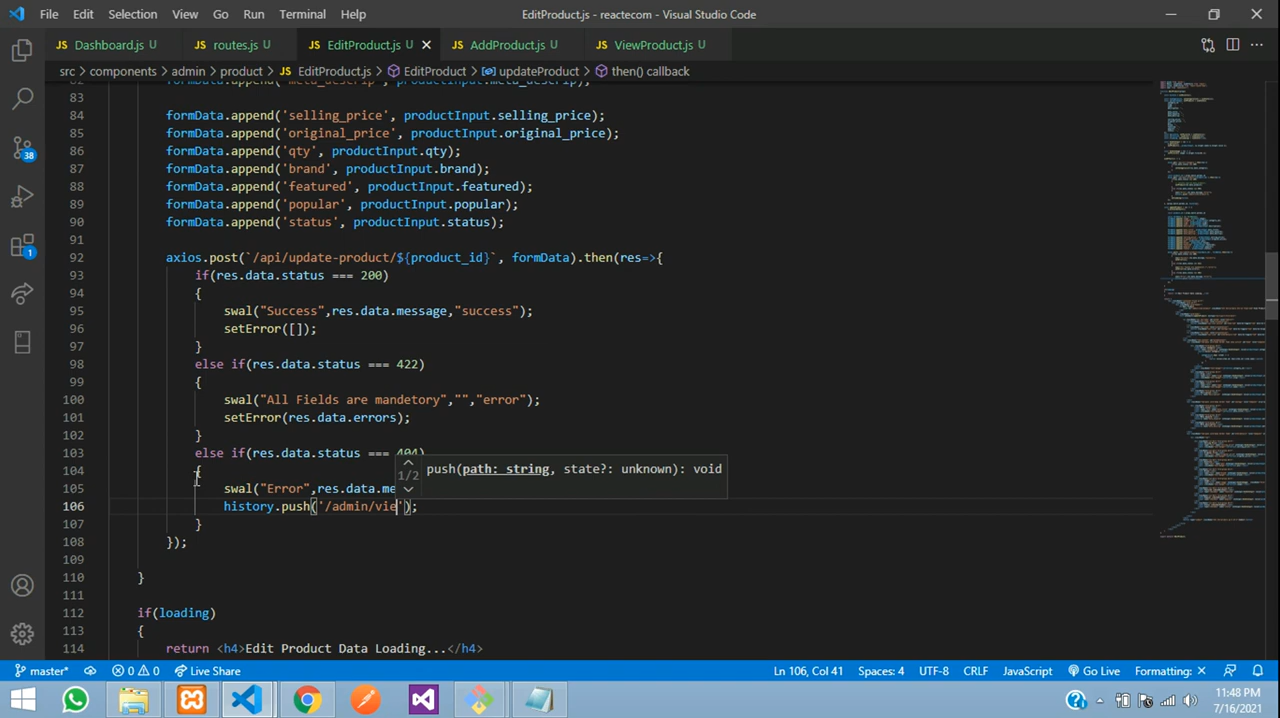 File Edit Selection View Go Run Terminal Help EditProduct.js - reactecom - Visual Studio Code
JS Dashboard.js U JS routes.js U JS EditProduct.js U JS AddProduct.js U JS ViewProduct.js U
src > components > admin > product > JS EditProduct.js > EditProduct > updateProduct > then() callback
83
84 formData.append('selling_price', productInput.selling_price);
85 formData.append('original_price', productInput.original_price);
86 formData.append('qty', productInput.qty);
87 formData.append('brand', productInput.brand);
88 formData.append('featured', productInput.featured);
89 formData.append('popular', productInput.popular);
90 formData.append('status', productInput.status);
91
92 axios.post(`/api/update-product/${product_id}`, formData).then(res=>{
93 if(res.data.status === 200)
94 {
95 swal("Success",res.data.message,"success");
96 setError([]);
97 }
98 else if(res.data.status === 422)
99 {
100 swal("All Fields are mandetory","","error");
101 setError(res.data.errors);
102 }
103 else if(res.data.status === 404)
104 {
1/2 push(path: string, state?: unknown): void
105 swal("Error",res.data.me
106 history.push('/admin/vie');
107 }
108 });
109
110 }
111
112 if(loading)
113 {
114 return <h4>Edit Product Data Loading...</h4>
38
1
master* 0 0 Live Share Ln 106, Col 41 Spaces: 4 UTF-8 CRLF JavaScript Go Live Formatting: ×
11:48 PM
7/16/2021